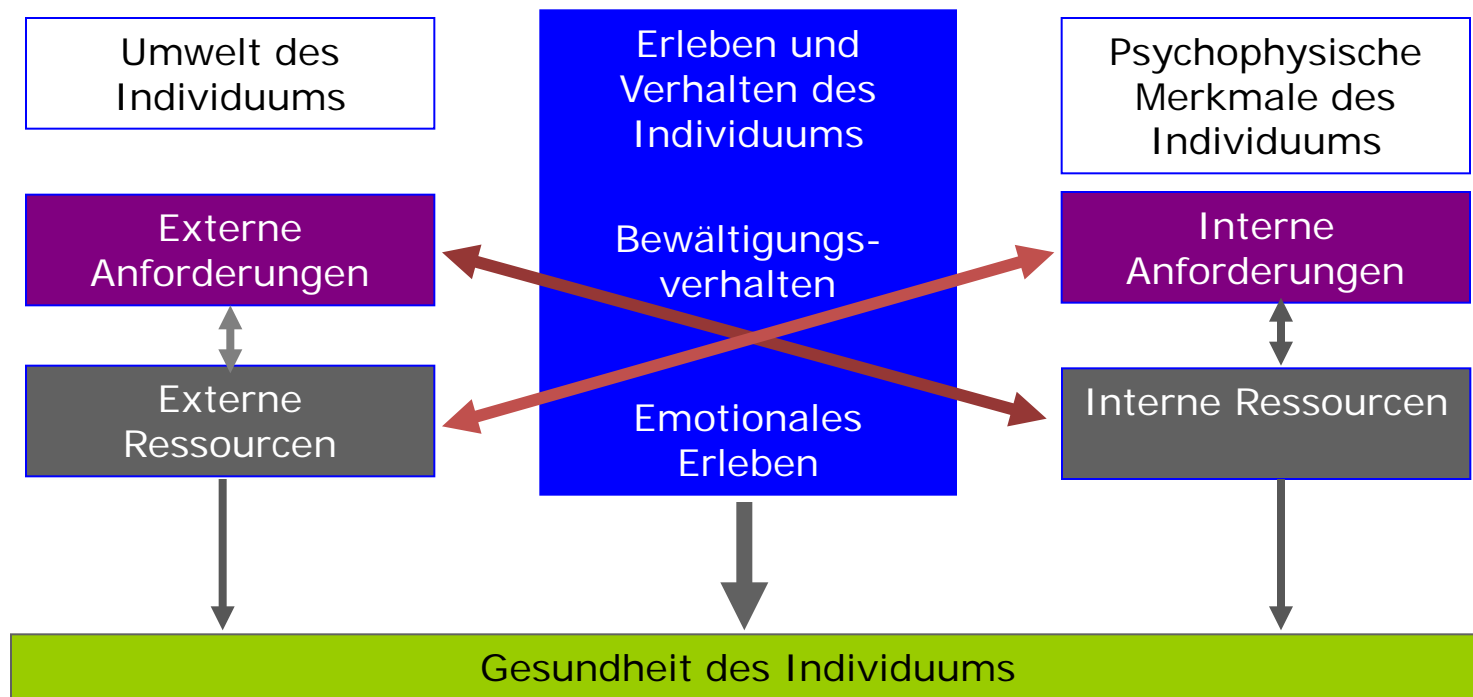 Umwelt des
Individuums
Erleben und
Verhalten des
Individuums
Psychophysische
Merkmale des
Individuums
Externe
Anforderungen
Bewältigungs-
verhalten
Interne
Anforderungen
Externe
Ressourcen
Emotionales
Erleben
Interne Ressourcen
Gesundheit des Individuums